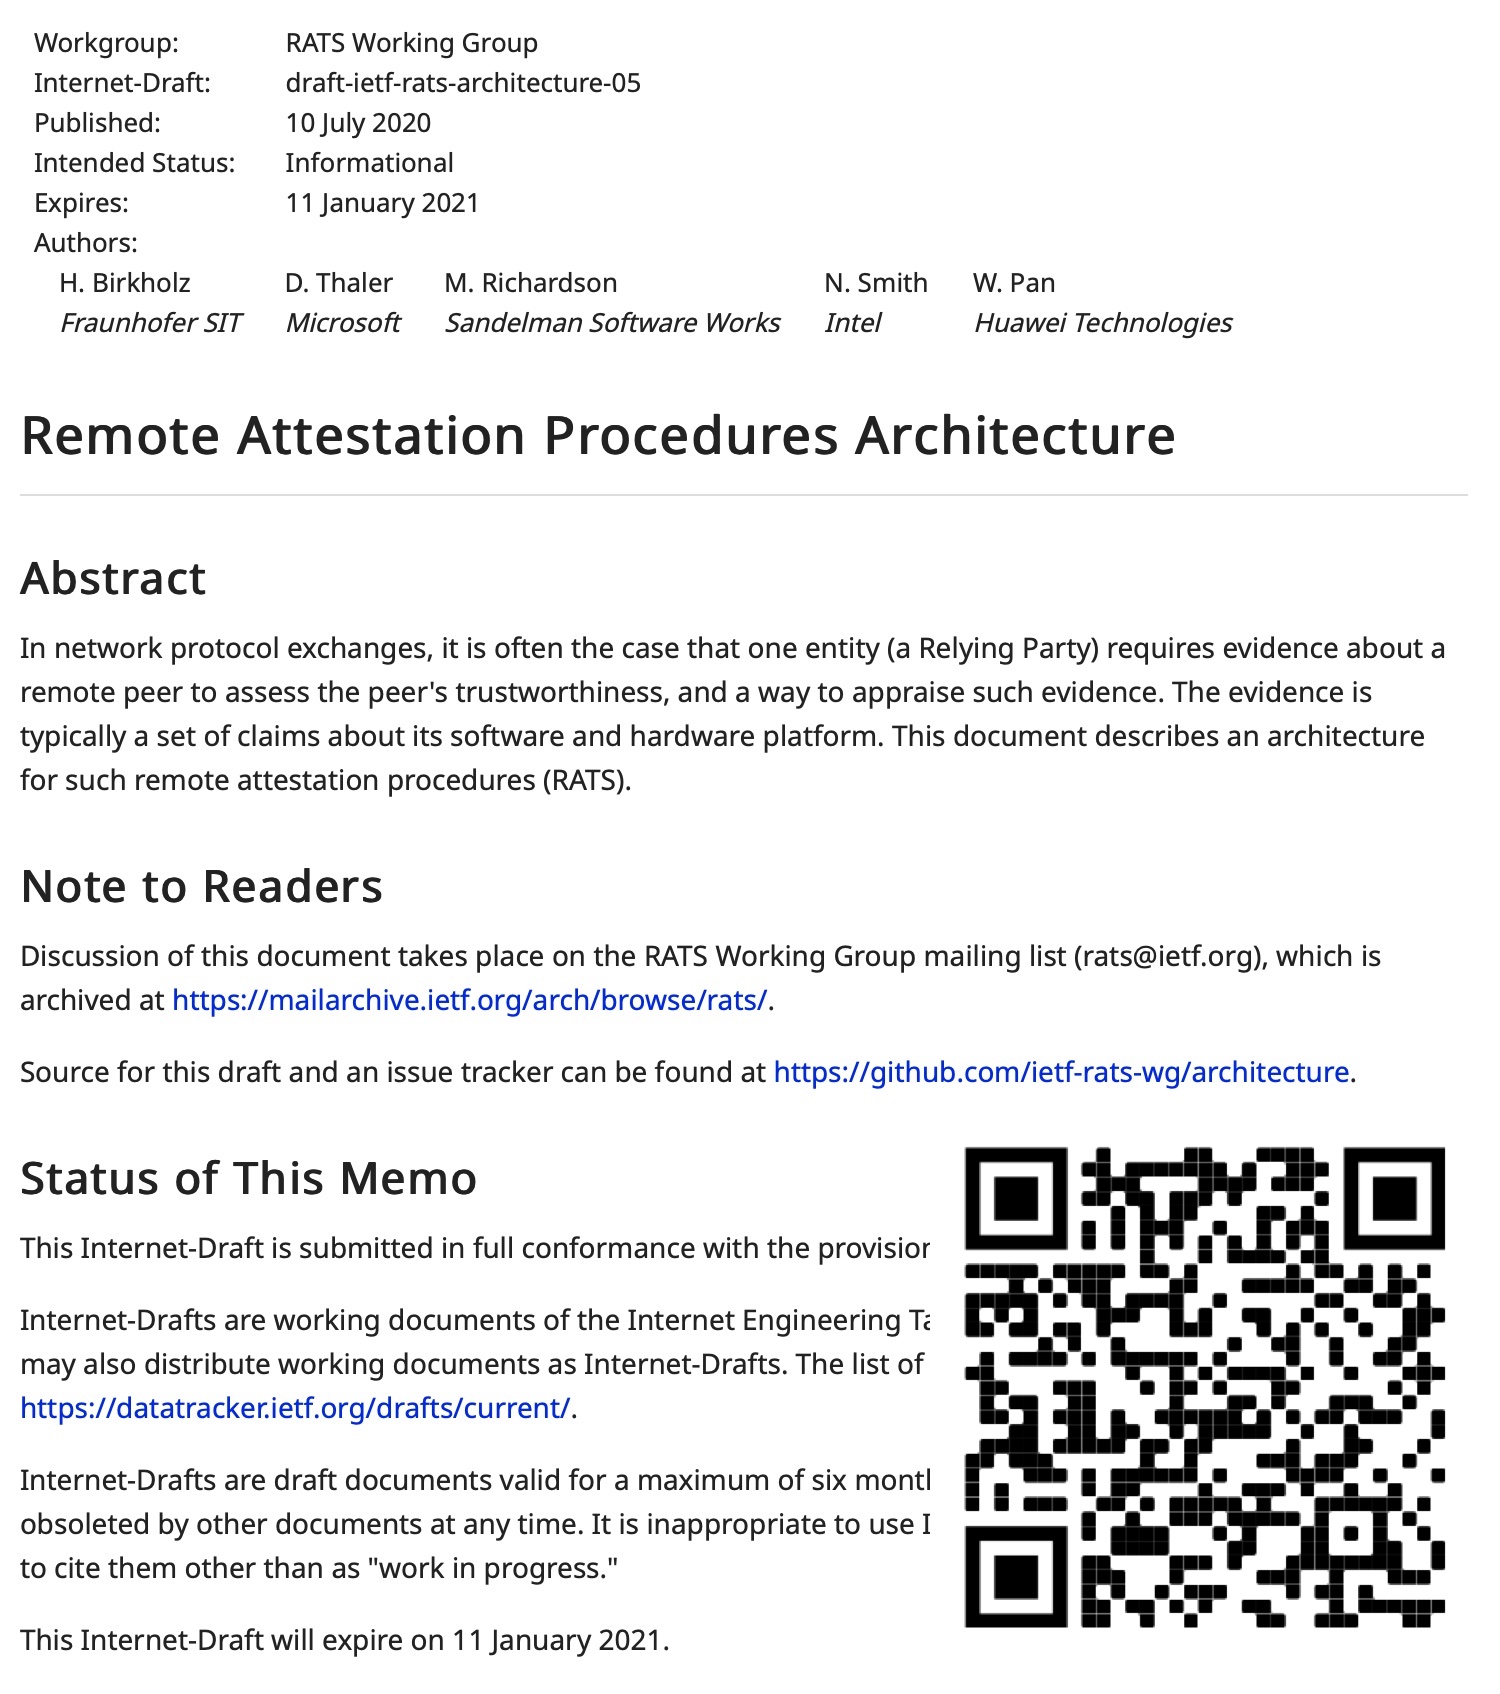 Workgroup: RATS Working Group
Internet-Draft: draft-ietf-rats-architecture-05
Published: 10 July 2020
Intended Status: Informational
Expires: 11 January 2021
Authors:
H. Birkholz D. Thaler M. Richardson N. Smith W. Pan
Fraunhofer SIT Microsoft Sandelman Software Works Intel Huawei Technologies
Remote Attestation Procedures Architecture
Abstract
In network protocol exchanges, it is often the case that one entity (a Relying Party) requires evidence about a
remote peer to assess the peer's trustworthiness, and a way to appraise such evidence. The evidence is
typically a set of claims about its software and hardware platform. This document describes an architecture
for such remote attestation procedures (RATS).
Note to Readers
Discussion of this document takes place on the RATS Working Group mailing list (rats@ietf.org), which is
archived at https://mailarchive.ietf.org/arch/browse/rats/.
Source for this draft and an issue tracker can be found at https://github.com/ietf-rats-wg/architecture.
Status of This Memo
This Internet-Draft is submitted in full conformance with the provision
Internet-Drafts are working documents of the Internet Engineering Ta
may also distribute working documents as Internet-Drafts. The list of
https://datatracker.ietf.org/drafts/current/.
Internet-Drafts are draft documents valid for a maximum of six mont
obsoleted by other documents at any time. It is inappropriate to use I
to cite them other than as "work in progress."
This Internet-Draft will expire on 11 January 2021.